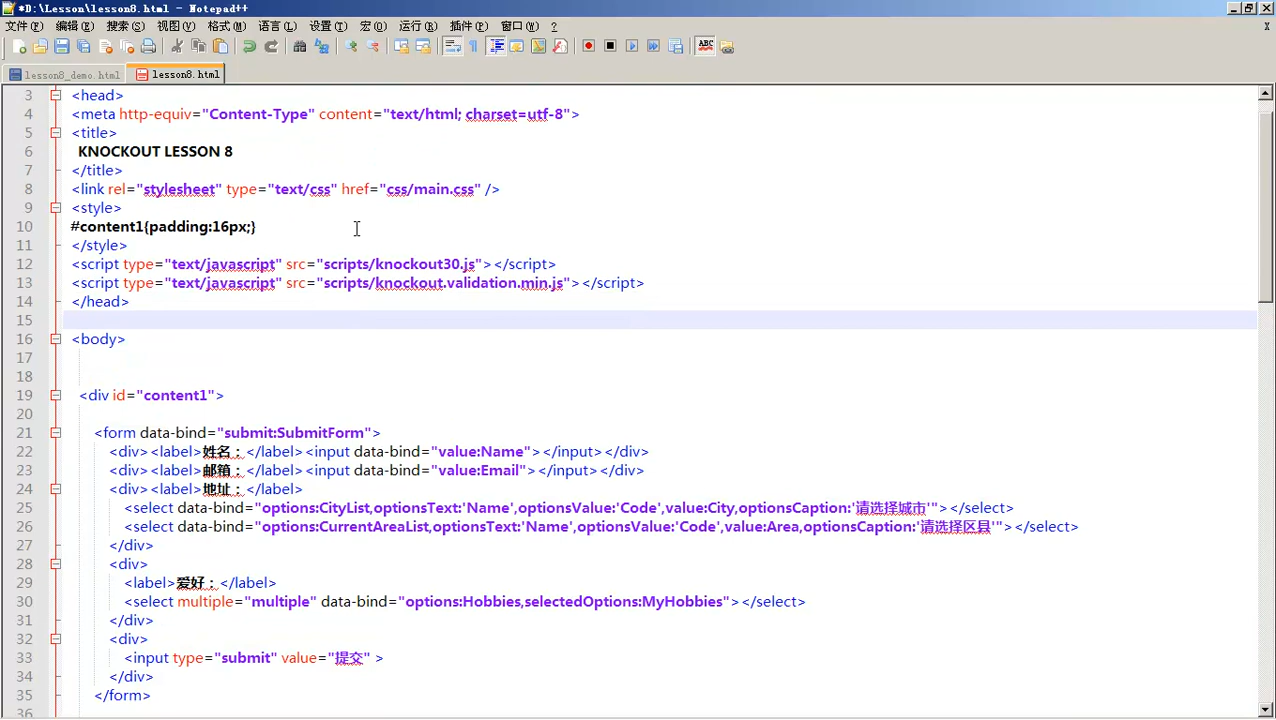 *D:\Lesson\lesson8.html - Notepad++
文件(F) 编辑(E) 搜索(S) 视图(V) 格式(M) 语言(L) 设置(T) 宏(O) 运行(R) 插件(P) 窗口(W) ?
X
ABC
lesson8_demo.html lesson8.html
3 <head>
4 <meta http-equiv="Content-Type" content="text/html; charset=utf-8">
5 <title>
6 KNOCKOUT LESSON 8
7 </title>
8 <link rel="stylesheet" type="text/css" href="css/main.css" />
9 <style>
10 #content1{padding:16px;}
11 </style>
12 <script type="text/javascript" src="scripts/knockout30.js"></script>
13 <script type="text/javascript" src="scripts/knockout.validation.min.js"></script>
14 </head>
15
16 <body>
17
18
19 <div id="content1">
20
21 <form data-bind="submit:SubmitForm">
22 <div><label>姓名：</label><input data-bind="value:Name"></input></div>
23 <div><label>邮箱：</label><input data-bind="value:Email"></input></div>
24 <div><label>地址：</label>
25 <select data-bind="options:CityList,optionsText:'Name',optionsValue:'Code',value:City,optionsCaption:'请选择城市'"></select>
26 <select data-bind="options:CurrentAreaList,optionsText:'Name',optionsValue:'Code',value:Area,optionsCaption:'请选择区县'"></select>
27 </div>
28 <div>
29 <label>爱好：</label>
30 <select multiple="multiple" data-bind="options:Hobbies,selectedOptions:MyHobbies"></select>
31 </div>
32 <div>
33 <input type="submit" value="提交" >
34 </div>
35 </form>
36